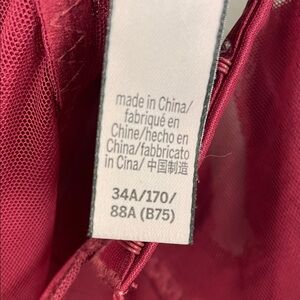 made in China/
fabriqué en
Chine/hecho en
China/fabbricato
in Cina/ 中国制造
34A/170/
88A (B75)